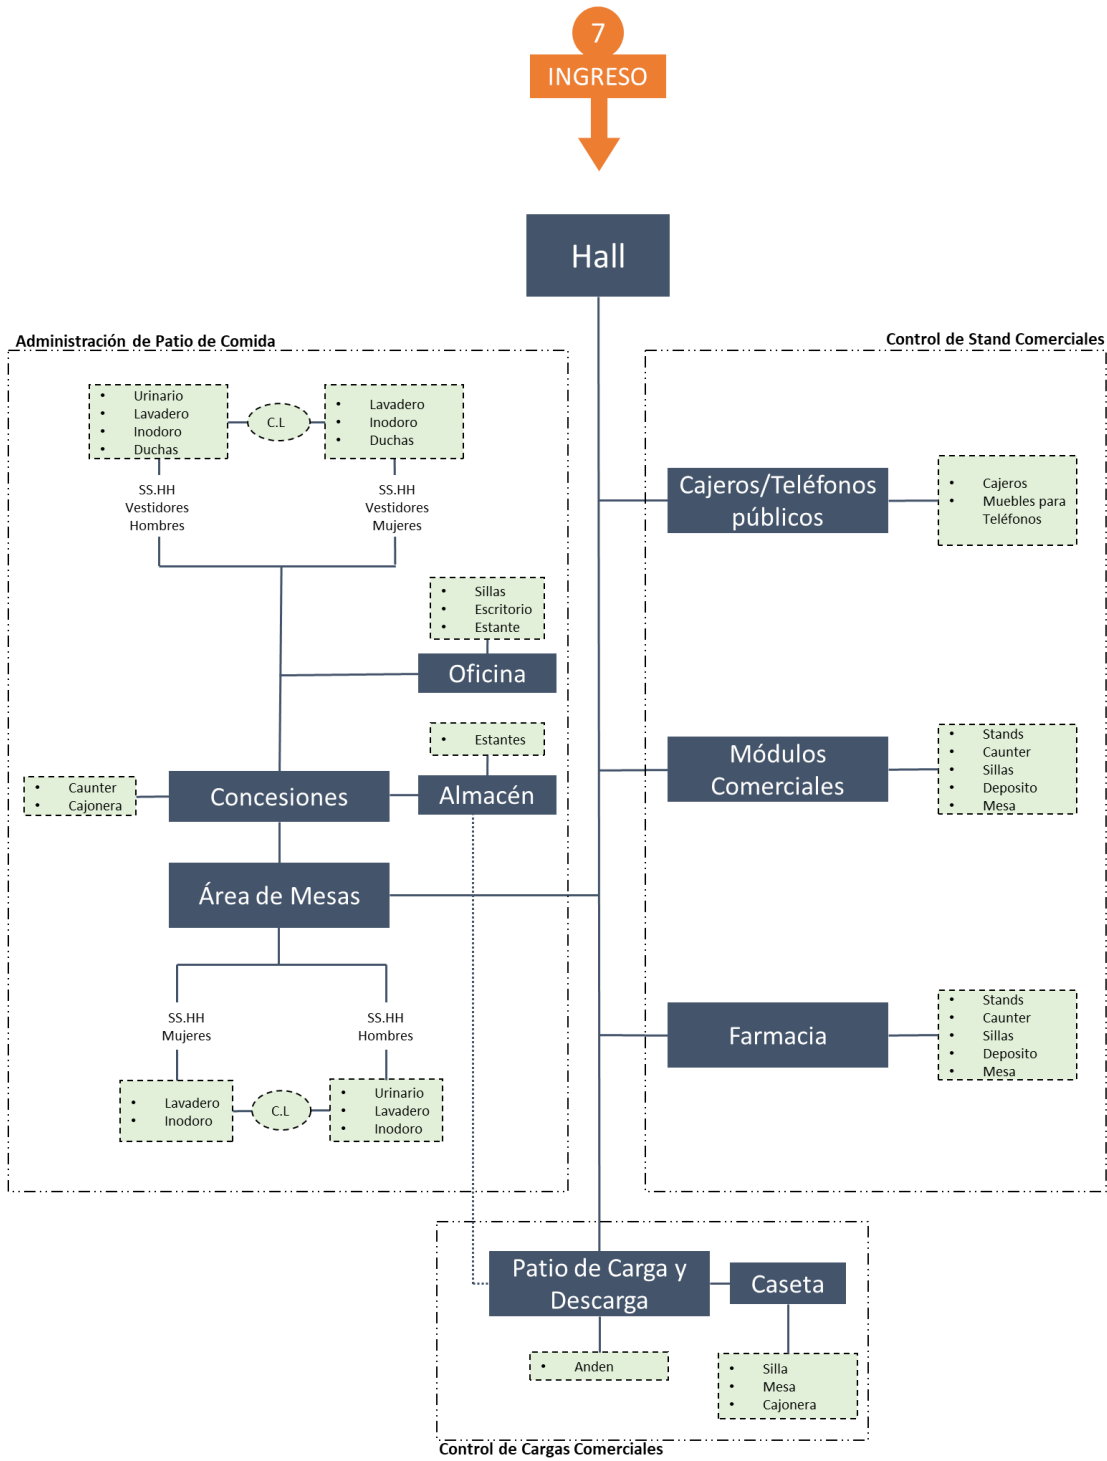 7
INGRESO
Hall
Administración de Patio de Comida
• Urinario
• Lavadero
• Inodoro
• Duchas
C.L
• Lavadero
• Inodoro
• Duchas
SS.HH
Vestidores
Hombres
SS.HH
Vestidores
Mujeres
• Sillas
• Escritorio
• Estante
Oficina
• Estantes
• Caunter
• Cajonera
Concesiones
Almacén
Área de Mesas
SS.HH
Mujeres
SS.HH
Hombres
• Lavadero
• Inodoro
C.L
• Urinario
• Lavadero
• Inodoro
Control de Stand Comerciales
Cajeros/Teléfonos
públicos
• Cajeros
• Muebles para
Teléfonos
Módulos
Comerciales
• Stands
• Caunter
• Sillas
• Deposito
• Mesa
Farmacia
• Stands
• Caunter
• Sillas
• Deposito
• Mesa
Patio de Carga y
Descarga
Caseta
• Anden
• Silla
• Mesa
• Cajonera
Control de Cargas Comerciales